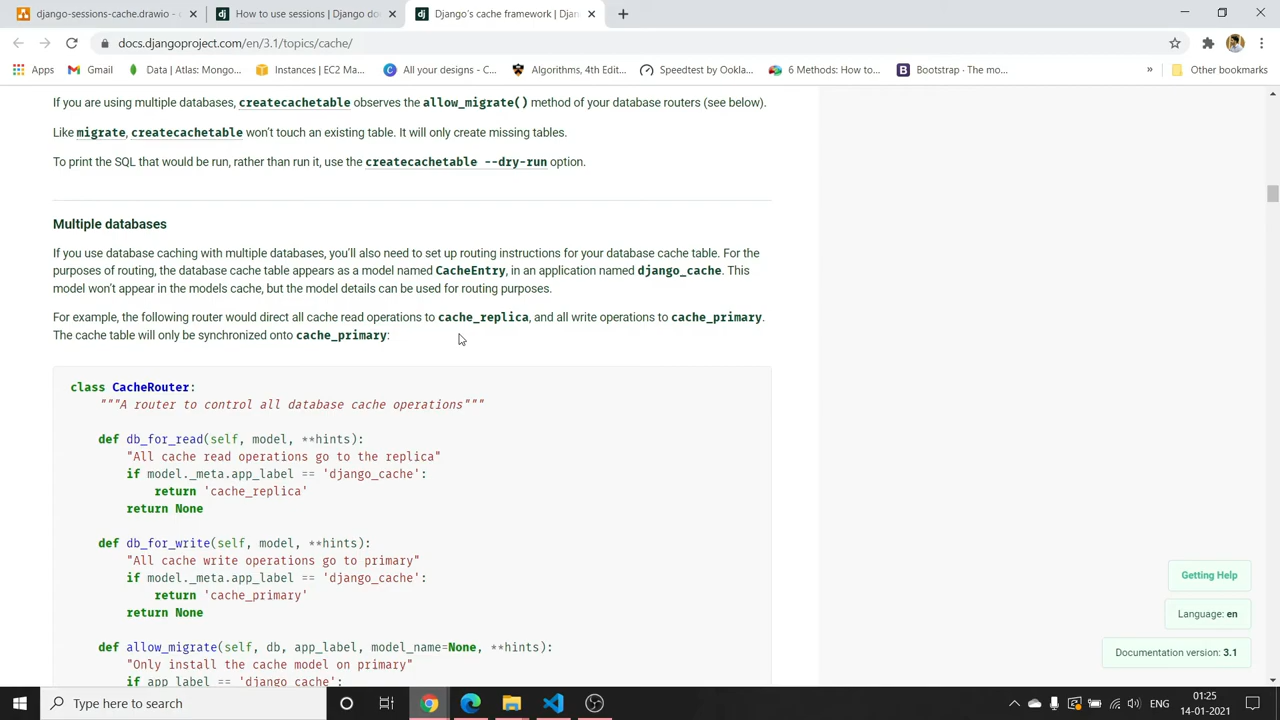 django-sessions-cache.drawio -
How to use sessions | Django doc
Django's cache framework | Djan
docs.djangoproject.com/en/3.1/topics/cache/
Apps
Gmail
Data | Atlas: Mongo...
Instances | EC2 Ma...
All your designs - C...
Algorithms, 4th Edit...
Speedtest by Ookla...
6 Methods: How to...
Bootstrap · The mo...
»
Other bookmarks
If you are using multiple databases, createcachetable observes the allow_migrate() method of your database routers (see below).
Like migrate, createcachetable won't touch an existing table. It will only create missing tables.
To print the SQL that would be run, rather than run it, use the createcachetable --dry-run option.
Multiple databases
If you use database caching with multiple databases, you'll also need to set up routing instructions for your database cache table. For the
purposes of routing, the database cache table appears as a model named CacheEntry, in an application named django_cache. This
model won't appear in the models cache, but the model details can be used for routing purposes.
For example, the following router would direct all cache read operations to cache_replica, and all write operations to cache_primary.
The cache table will only be synchronized onto cache_primary:
class CacheRouter:
"""A router to control all database cache operations"""
def db_for_read(self, model, **hints):
"All cache read operations go to the replica"
if model._meta.app_label == 'django_cache':
return 'cache_replica'
return None
def db_for_write(self, model, **hints):
"All cache write operations go to primary"
if model._meta.app_label == 'django_cache':
return 'cache_primary'
return None
def allow_migrate(self, db, app_label, model_name=None, **hints):
"Only install the cache model on primary"
if app_label == 'django_cache':
Getting Help
Language: en
Documentation version: 3.1
Type here to search
ENG
01:25
14-01-2021